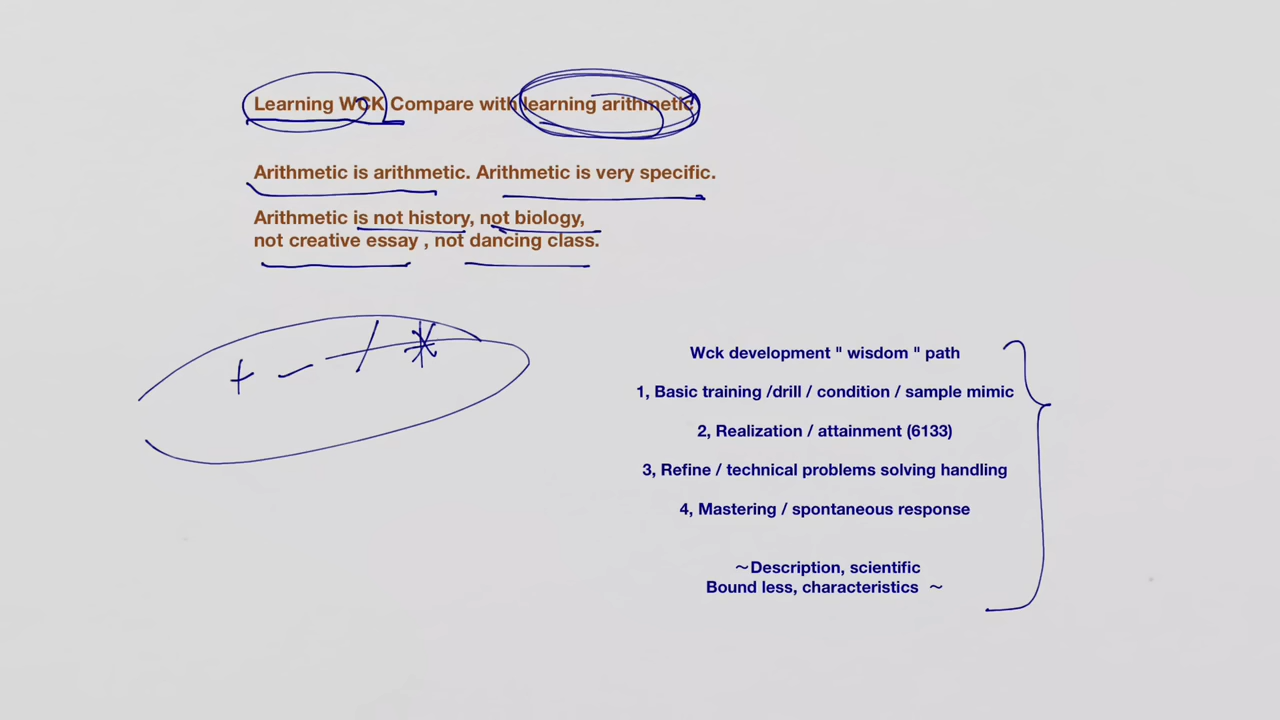 Learning WCK Compare with learning arithmetic
Arithmetic is arithmetic. Arithmetic is very specific.
Arithmetic is not history, not biology,
not creative essay , not dancing class.
+ - / *
Wck development " wisdom " path
1, Basic training /drill / condition / sample mimic
2, Realization / attainment (6133)
3, Refine / technical problems solving handling
4, Mastering / spontaneous response
~Description, scientific
Bound less, characteristics ~